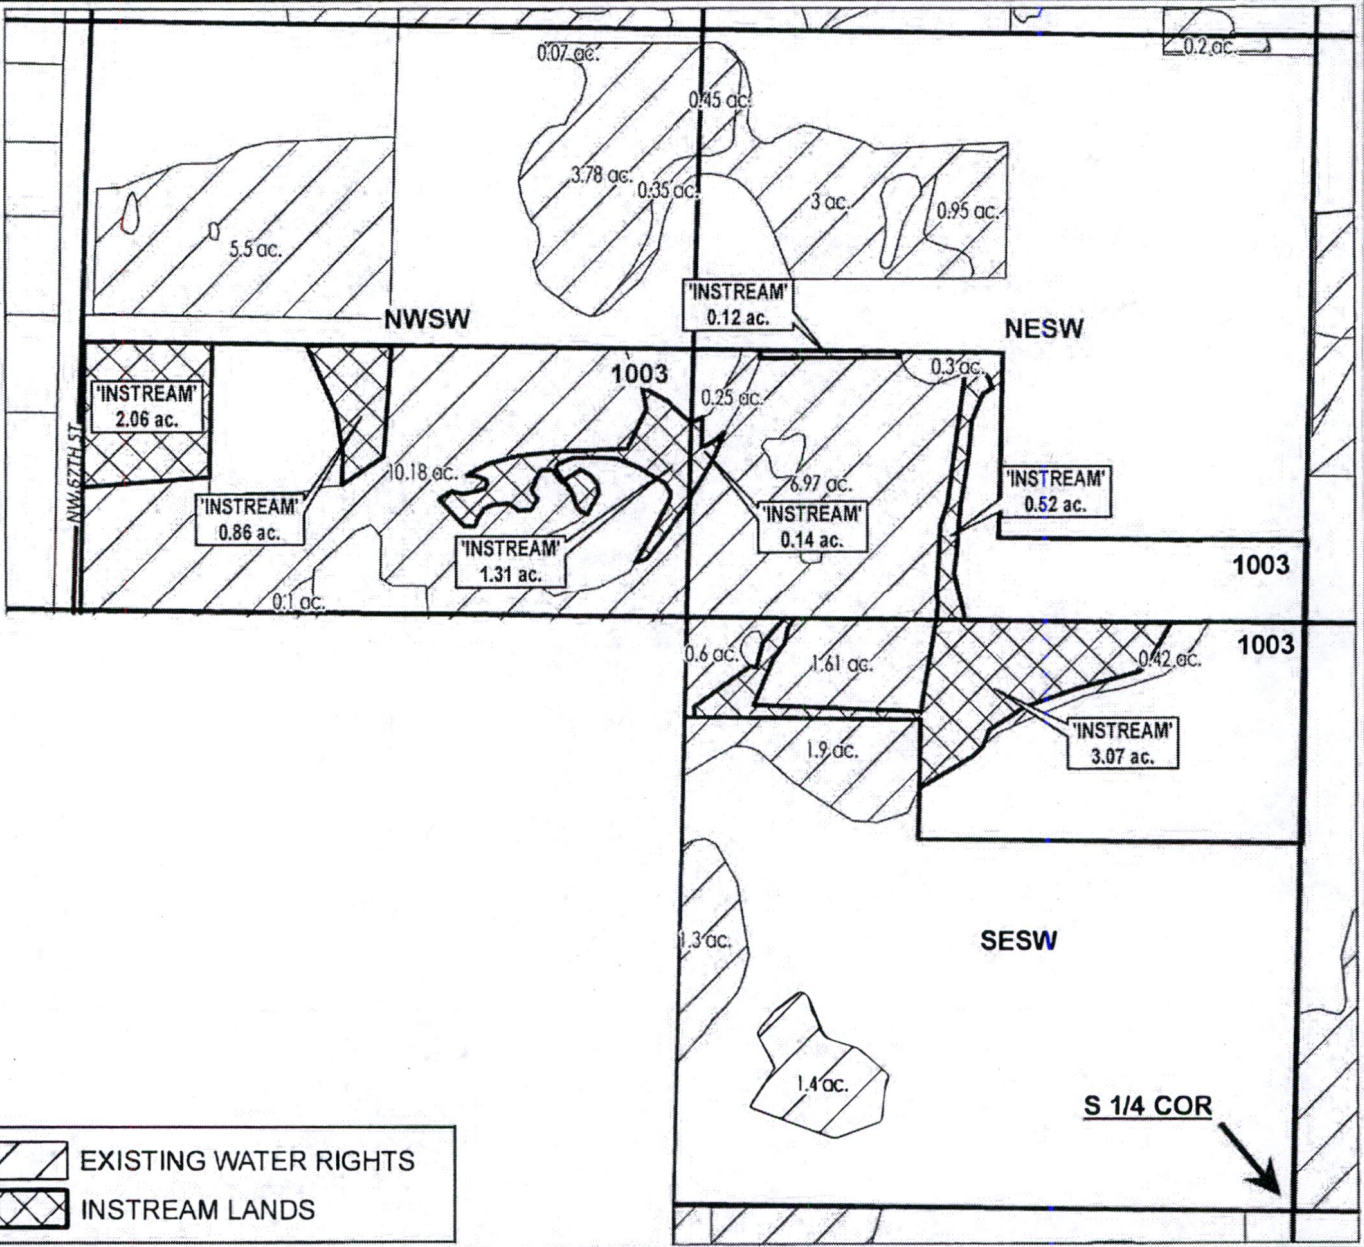 0.07 ac.
0.2 ac.
0.45 ac.
3.78 ac.
0.35 ac.
3 ac.
0.95 ac.
5.5 ac.
'INSTREAM'
0.12 ac.
NWSW
NESW
1003
0.3 ac.
'INSTREAM'
2.06 ac.
0.25 ac.
NW 67TH ST.
10.18 ac.
6.97 ac.
'INSTREAM'
0.52 ac.
'INSTREAM'
0.86 ac.
'INSTREAM'
0.14 ac.
'INSTREAM'
1.31 ac.
1003
0.1 ac.
1003
0.6 ac.
1.61 ac.
0.42 ac.
'INSTREAM'
3.07 ac.
1.9 ac.
1.3 ac.
SESW
1.4 ac.
S 1/4 COR
EXISTING WATER RIGHTS
INSTREAM LANDS